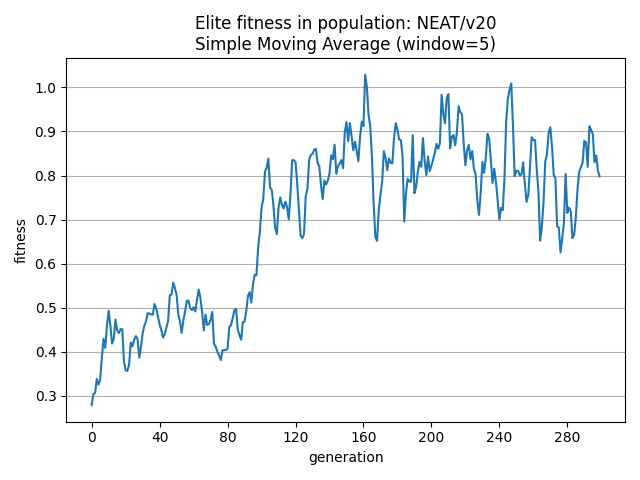 Elite fitness in population: NEAT/v20
Simple Moving Average (window=5)
1.0
0.9
0.8
0.7
0.6
0.5
0.4
0.3
fitness
0 40 80 120 160 200 240 280
generation